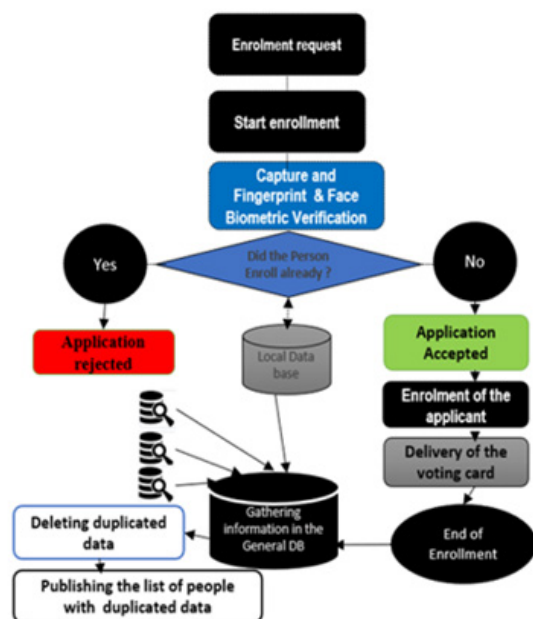 Enrolment request
Start enrollment
Capture and
Fingerprint & Face
Biometric Verification
Did the Person
Enroll already ?
Yes
No
Application
rejected
Local Data
base
Application
Accepted
Enrolment of the
applicant
Delivery of the
voting card
Gathering
information in the
General DB
End of
Enrollment
Deleting duplicated
data
Publishing the list of people
with duplicated data